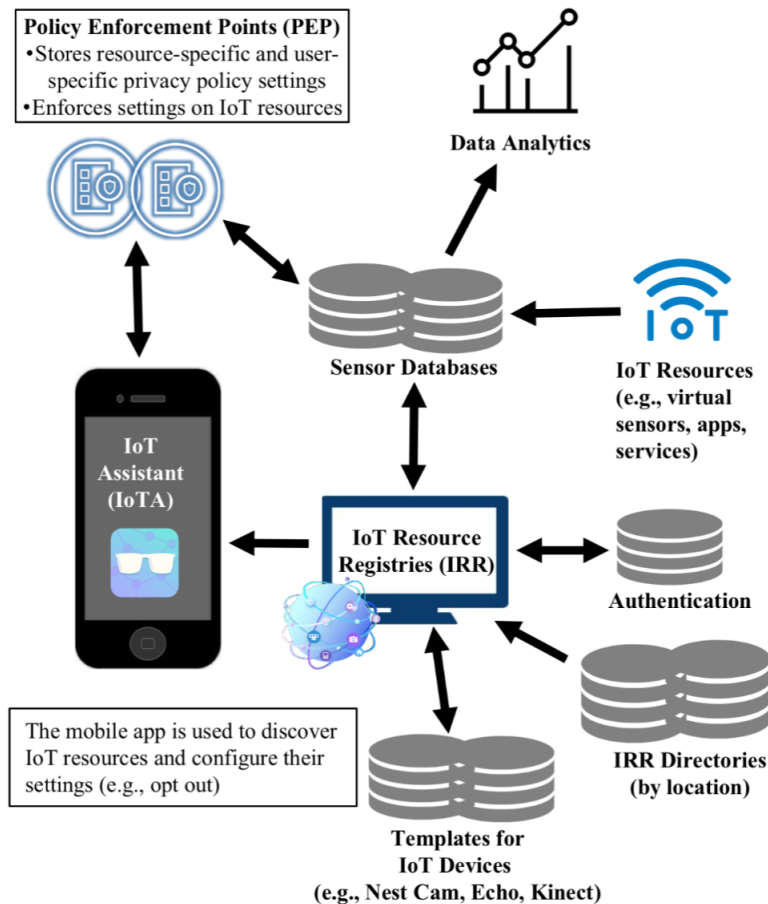 Policy Enforcement Points (PEP)
•Stores resource-specific and user-
specific privacy policy settings
•Enforces settings on IoT resources
Data Analytics
Sensor Databases
IoT
IoT Resources
(e.g., virtual
sensors, apps,
services)
IoT
Assistant
(IoTA)
IoT Resource
Registries (IRR)
Authentication
IRR Directories
(by location)
The mobile app is used to discover
IoT resources and configure their
settings (e.g., opt out)
Templates for
IoT Devices
(e.g., Nest Cam, Echo, Kinect)